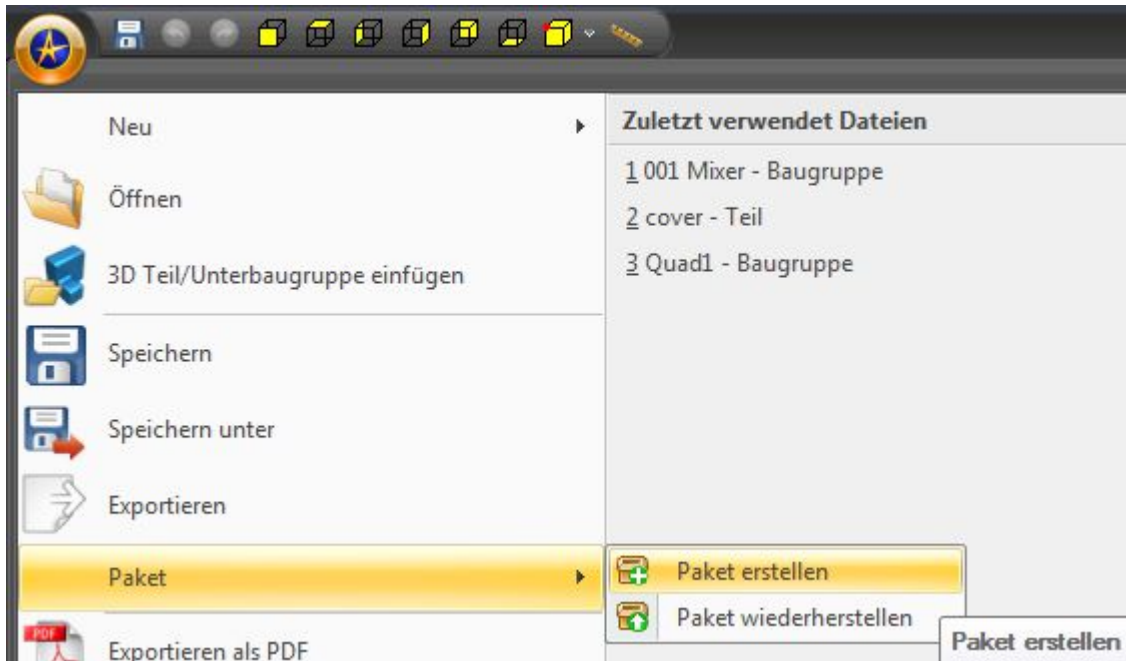 Neu
Öffnen
3D Teil/Unterbaugruppe einfügen
Speichern
Speichern unter
Exportieren
Paket
Exportieren als PDF
Zuletzt verwendet Dateien
1 001 Mixer - Baugruppe
2 cover - Teil
3 Quad1 - Baugruppe
Paket erstellen
Paket wiederherstellen
Paket erstellen
PDF